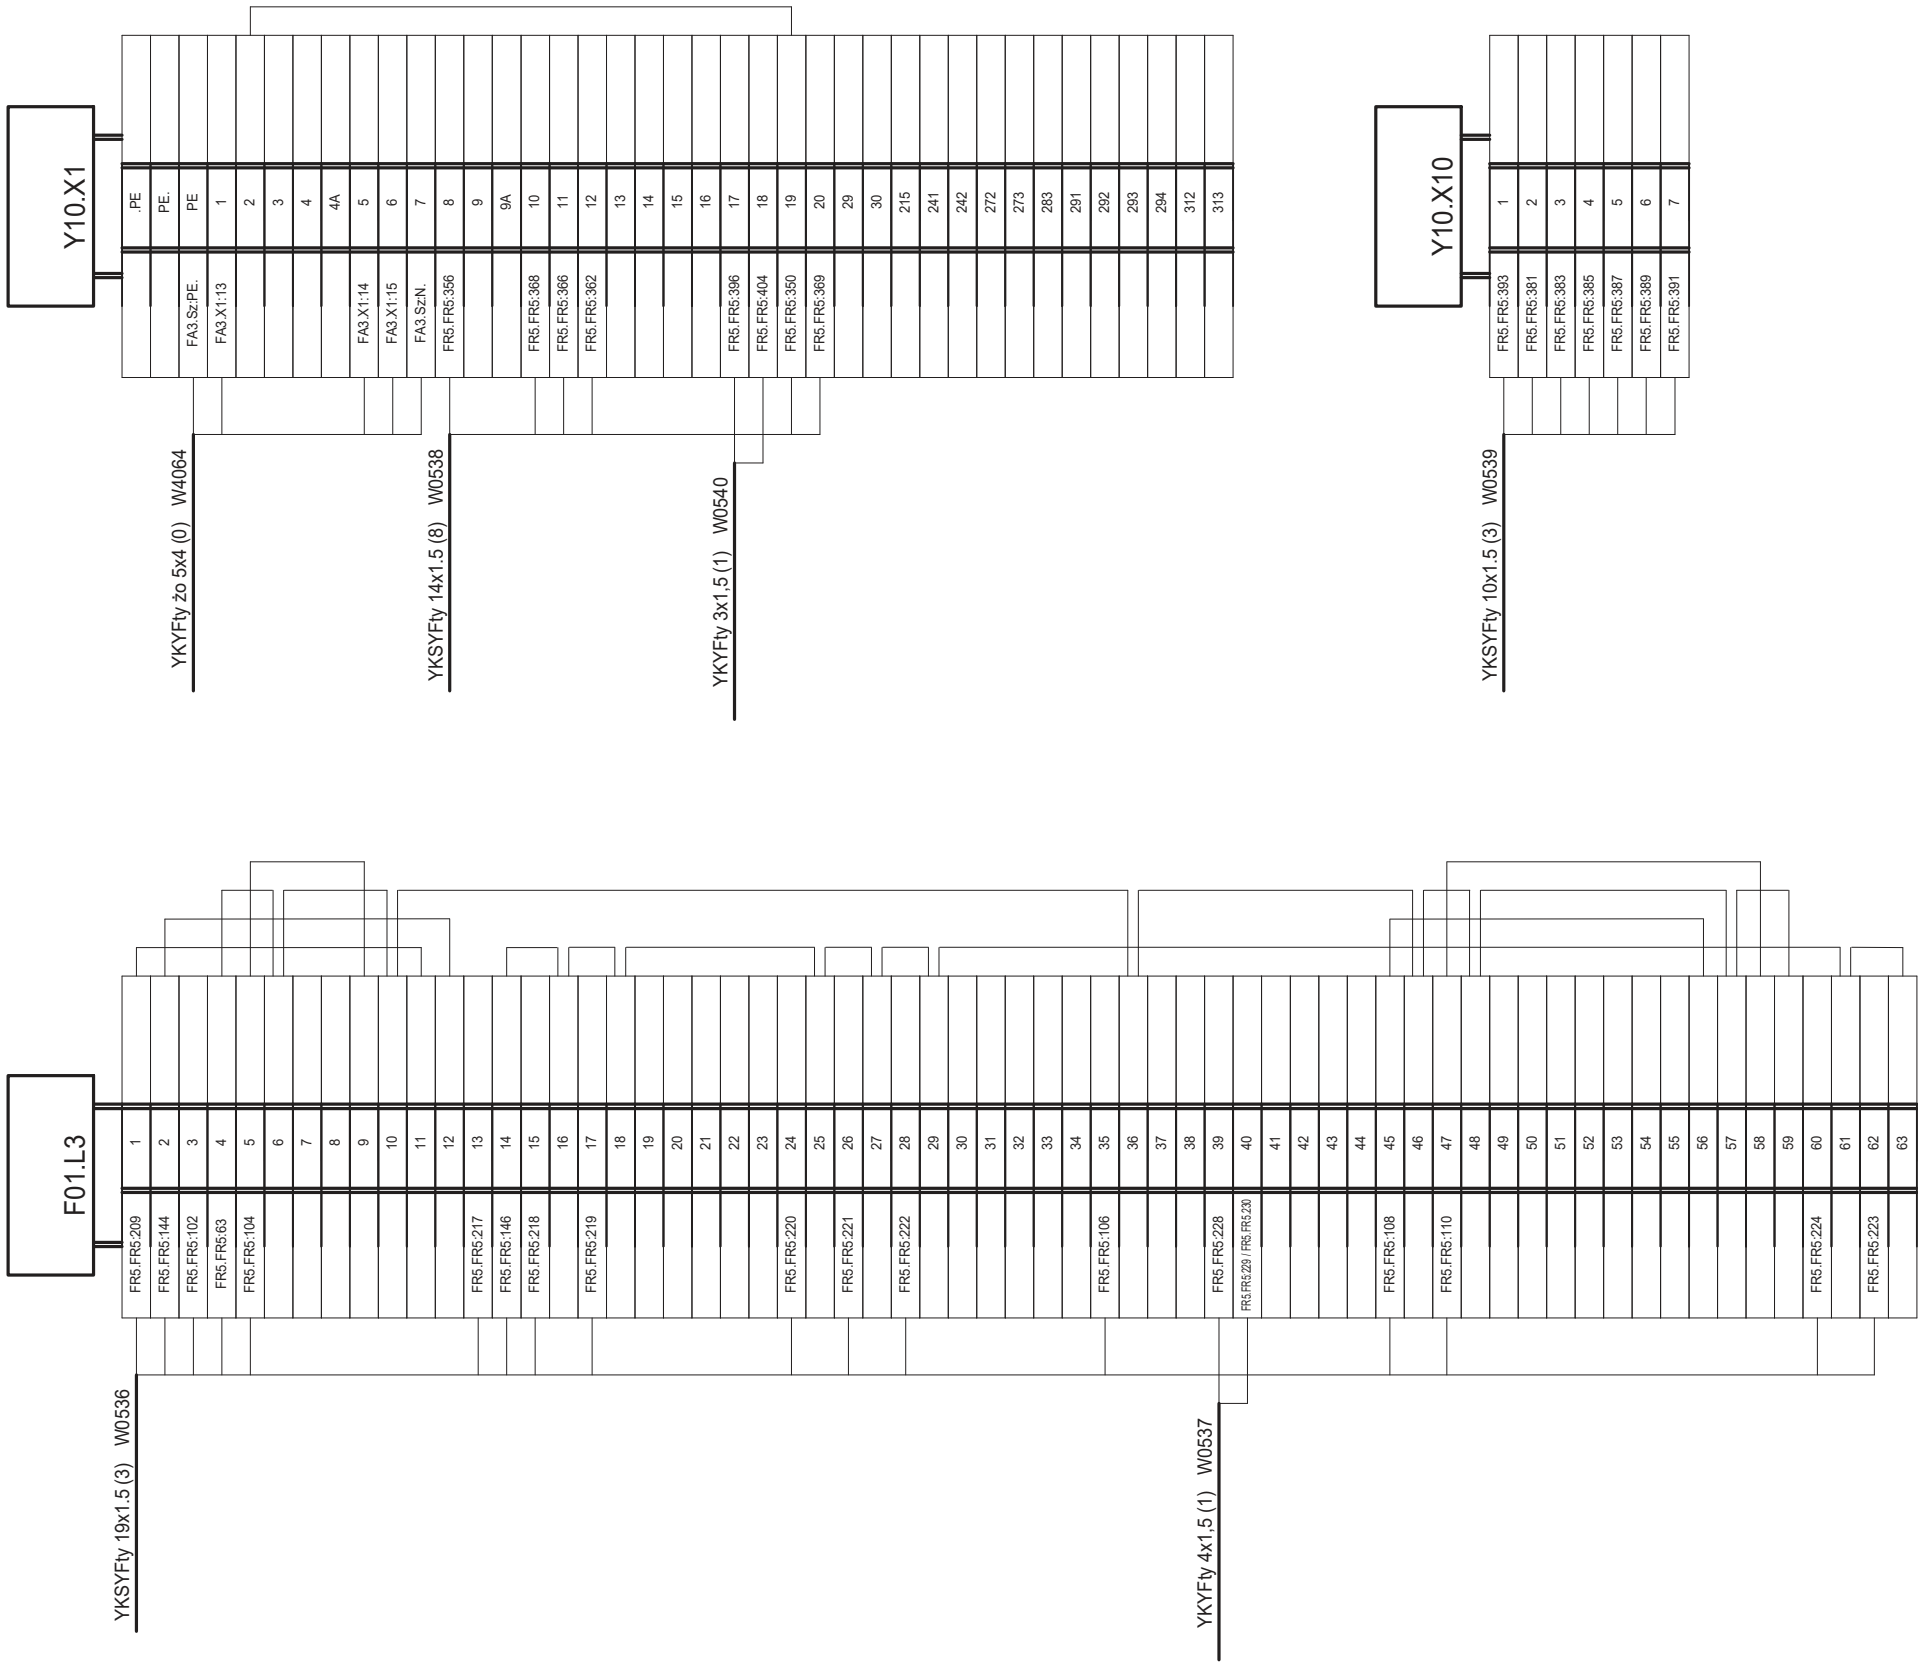 Y10.X1
.PE
PE.
PE
1
2
3
4
4A
5
6
7
8
9
9A
10
11
12
13
14
15
16
17
18
19
20
29
30
215
241
242
272
273
283
291
292
293
294
312
313
FA3.Sz:PE.
FA3.X1:13
FA3.X1:14
FA3.X1:15
FA3.Sz:N.
FR5.FR5:356
FR5.FR5:368
FR5.FR5:366
FR5.FR5:362
FR5.FR5:396
FR5.FR5:404
FR5.FR5:350
FR5.FR5:369
YKYFty żo 5x4 (0) W4064
YKSYFty 14x1.5 (8) W0538
YKYFty 3x1,5 (1) W0540
Y10.X10
1
2
3
4
5
6
7
FR5.FR5:393
FR5.FR5:381
FR5.FR5:383
FR5.FR5:385
FR5.FR5:387
FR5.FR5:389
FR5.FR5:391
YKSYFty 10x1.5 (3) W0539
F01.L3
1
2
3
4
5
6
7
8
9
10
11
12
13
14
15
16
17
18
19
20
21
22
23
24
25
26
27
28
29
30
31
32
33
34
35
36
37
38
39
40
41
42
43
44
45
46
47
48
49
50
51
52
53
54
55
56
57
58
59
60
61
62
63
FR5.FR5:209
FR5.FR5:144
FR5.FR5:102
FR5.FR5:63
FR5.FR5:104
FR5.FR5:217
FR5.FR5:146
FR5.FR5:218
FR5.FR5:219
FR5.FR5:220
FR5.FR5:221
FR5.FR5:222
FR5.FR5:106
FR5.FR5:228
FR5.FR5:229 / FR5.FR5:230
FR5.FR5:108
FR5.FR5:110
FR5.FR5:224
FR5.FR5:223
YKSYFty 19x1.5 (3) W0536
YKYFty 4x1,5 (1) W0537